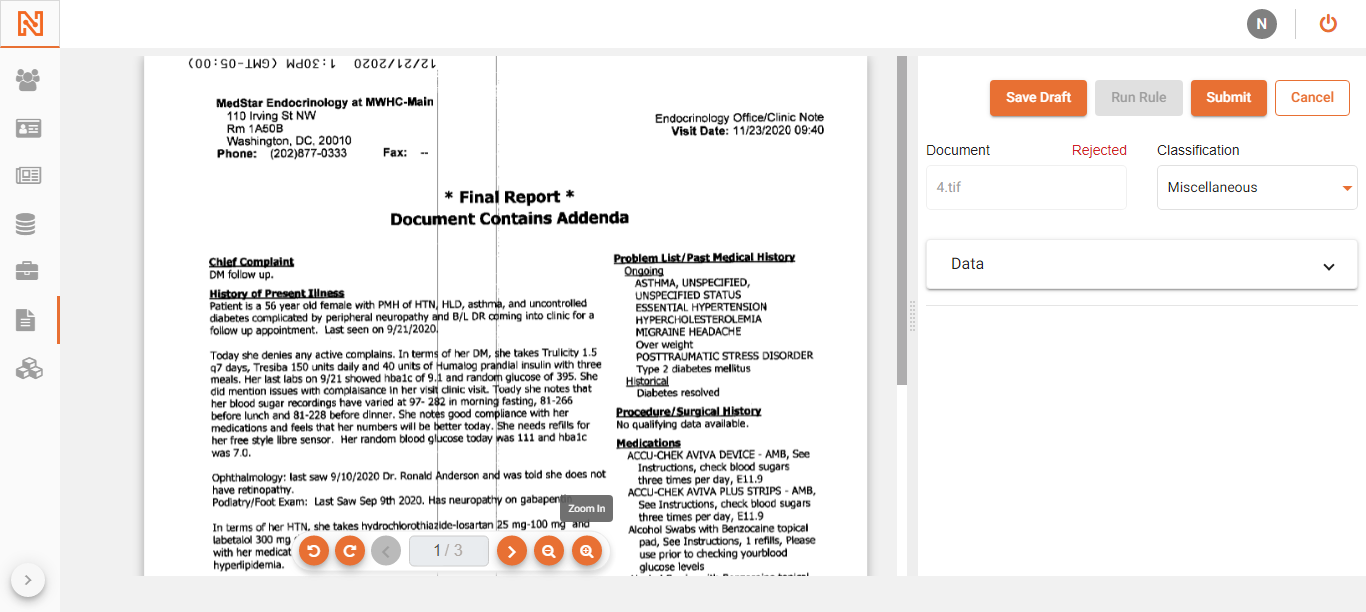 N
(00:50-TMG) MP03:1 0202/12/21
MedStar Endocrinology at MWHC-Main
110 Irving St NW
Rm 1A50B
Washington, DC, 20010
Phone: (202)877-0333 Fax: --
Endocrinology Office/Clinic Note
Visit Date: 11/23/2020 09:40
* Final Report *
Document Contains Addenda
Chief Complaint
DM follow up.
History of Present Illness
Patient is a 56 year old female with PMH of HTN, HLD, asthma, and uncontrolled
diabetes complicated by peripheral neuropathy and B/L DR coming into clinic for a
follow up appointment. Last seen on 9/21/2020.
Today she denies any active complains. In terms of her DM, she takes Trulicity 1.5
q7 days, Tresiba 150 units daily and 40 units of Humalog prandial insulin with three
meals. Her last labs on 9/21 showed hba1c of 9.1 and random glucose of 395. She
did mention issues with complaisance in her visit clinic visit. Toady she notes that
her blood sugar recordings have varied at 97- 282 in morning fasting, 81-266
before lunch and 81-228 before dinner. She notes good compliance with her
medications and feels that her numbers will be better today. She needs refills for
her free style libre sensor. Her random blood glucose today was 111 and hba1c
was 7.0.
Ophthalmology: last saw 9/10/2020 Dr. Ronald Anderson and was told she does not
have retinopathy.
Podiatry/Foot Exam: Last Saw Sep 9th 2020. Has neuropathy on gabapentin
In terms of her HTN, she takes hydrochlorothiazide-losartan 25 mg-100 mg and
labetalol 300 mg
with her medicat
hyperlipidemia.
Problem List/Past Medical History
Ongoing
ASTHMA, UNSPECIFIED,
UNSPECIFIED STATUS
ESSENTIAL HYPERTENSION
HYPERCHOLESTEROLEMIA
MIGRAINE HEADACHE
Over weight
POSTTRAUMATIC STRESS DISORDER
Type 2 diabetes mellitus
Historical
Diabetes resolved
Procedure/Surgical History
No qualifying data available.
Medications
ACCU-CHEK AVIVA DEVICE - AMB, See
Instructions, check blood sugars
three times per day, E11.9
ACCU-CHEK AVIVA PLUS STRIPS - AMB,
See Instructions, check blood sugars
three times per day, E11.9
Alcohol Swabs with Benzocaine topical
pad, See Instructions, 1 refills, Please
use prior to checking yourblood
glucose levels
Zoom In
1 / 3
N
Save Draft
Run Rule
Submit
Cancel
Document
Rejected
Classification
4.tif
Miscellaneous
Data